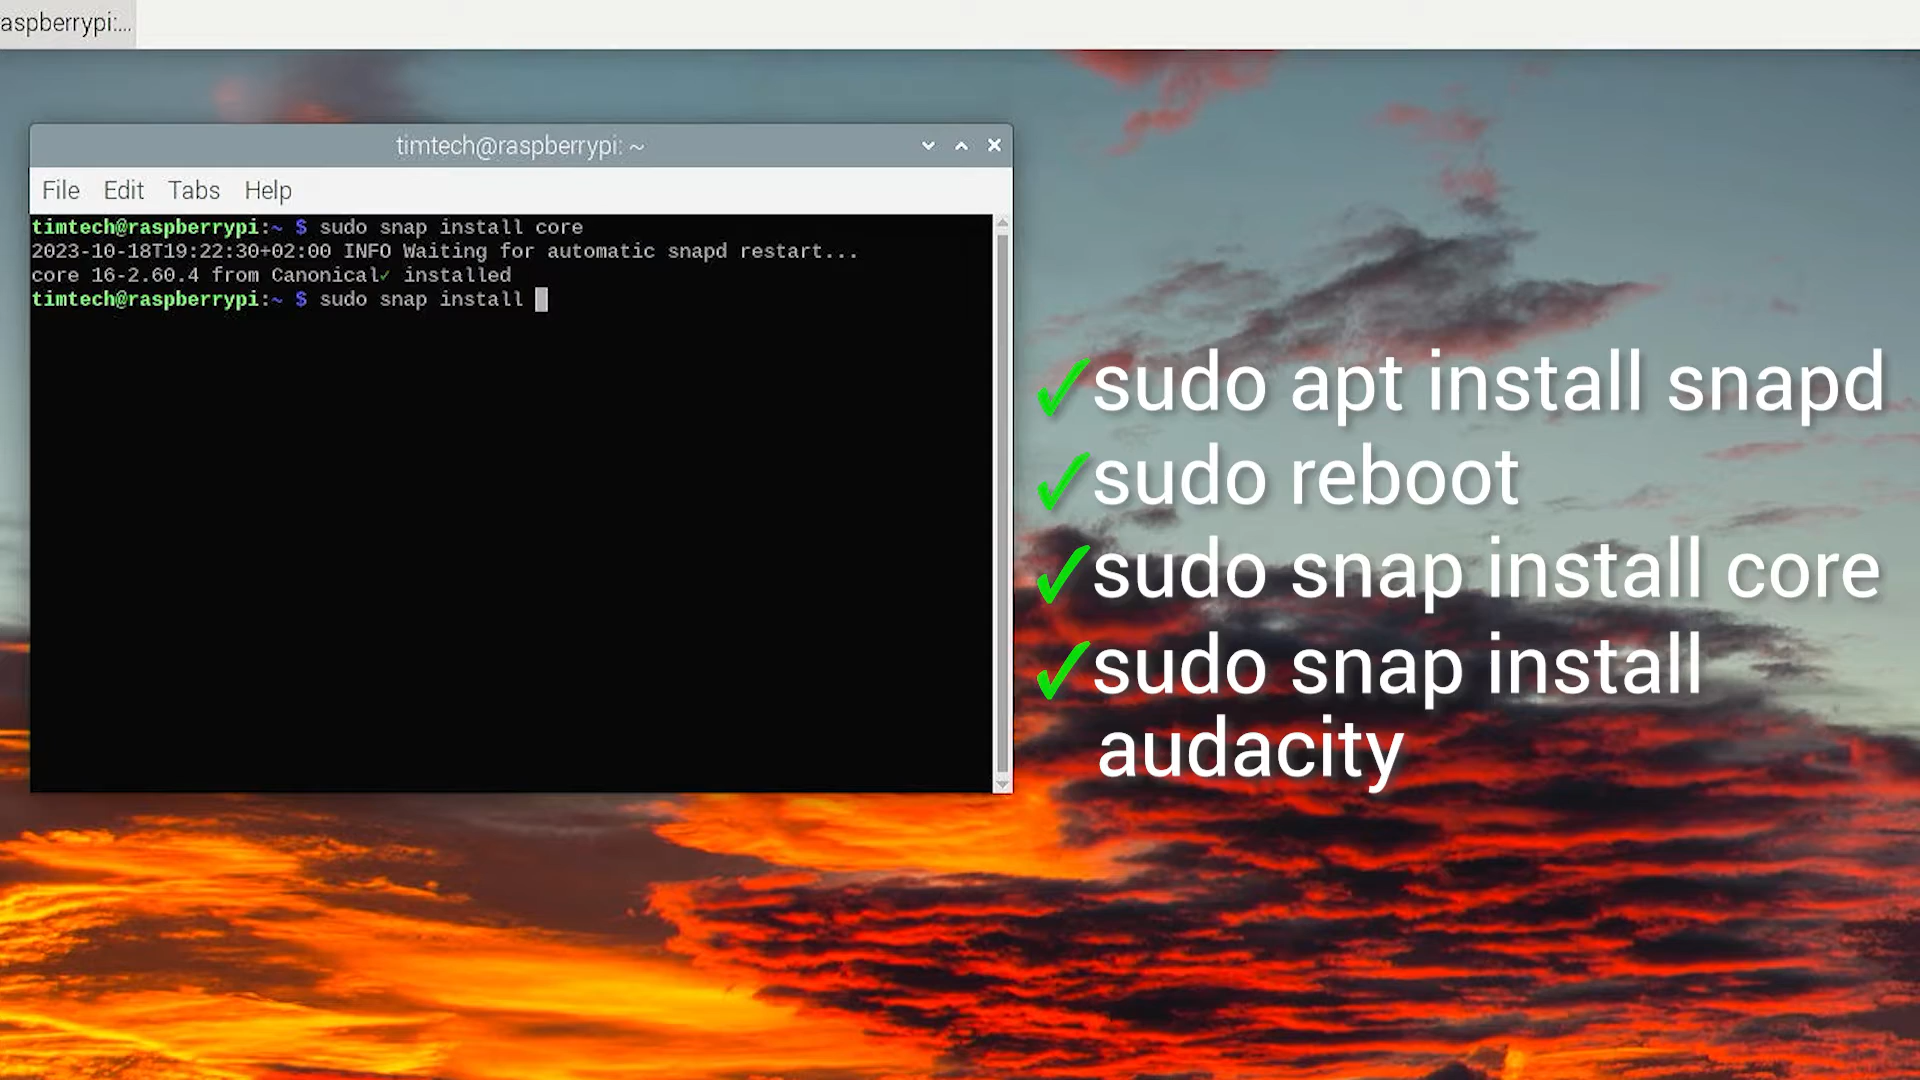 aspberrypi:...
timtech@raspberrypi: ~
File Edit Tabs Help
timtech@raspberrypi:~ $ sudo snap install core
2023-10-18T19:22:30+02:00 INFO Waiting for automatic snapd restart...
core 16-2.60.4 from Canonical✓ installed
timtech@raspberrypi:~ $ sudo snap install
✓sudo apt install snapd
✓sudo reboot
✓sudo snap install core
✓sudo snap install
audacity